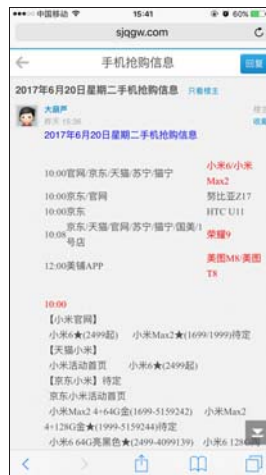 中国移动 15:41 60%
sjqgw.com
手机抢购信息 回复
2017年6月20日星期二手机抢购信息 只看楼主
大葫芦
昨天
2017年6月20日星期二手机抢购信息
10:00官网/京东/天猫/苏宁/猫宁 小米6/小米
Max2
10:00京东/官网 努比亚Z17
10:00京东 HTC U11
10:08京东/天猫/官网/苏宁/猫宁/国美/1 荣耀9
号店
12:00美铺APP 美图M8/美图
T8
10:00
【小米官网】
小米6★(2499起) 小米Max2★(1699/1999)待定
【天猫小米】
小米活动首页 小米6★(2499起)
【京东小米】待定
京东小米活动首页
小米Max2 4+64G金(1699-5159242) 小米Max2
4+128G金★(1999-5159244)待定
小米6 64G亮黑色★(2499-4099139) 小米6 128G